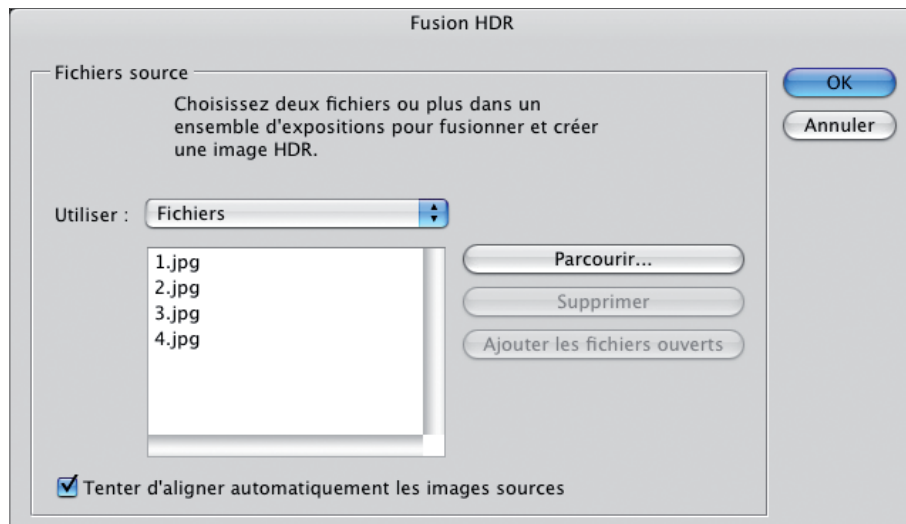 Fusion HDR
Fichiers source
OK
Choisissez deux fichiers ou plus dans un
ensemble d'expositions pour fusionner et créer
une image HDR.
Annuler
Utiliser :
Fichiers
1.jpg
2.jpg
3.jpg
4.jpg
Parcourir...
Supprimer
Ajouter les fichiers ouverts
Tenter d'aligner automatiquement les images sources